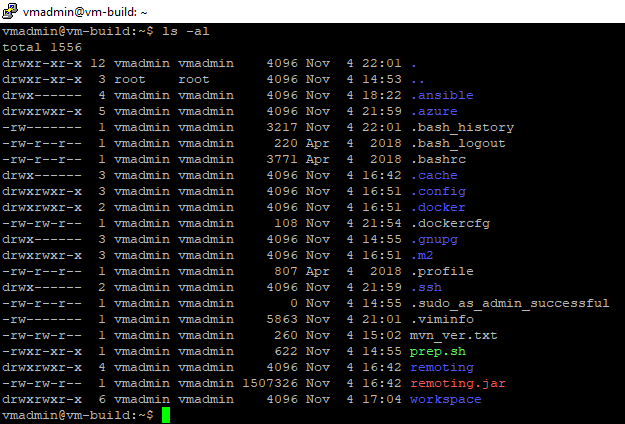 vmadmin@vm-build: ~
vmadmin@vm-build:~$ ls -al
total 1556
drwxr-xr-x 12 vmadmin vmadmin    4096 Nov  4 22:01 .
drwxr-xr-x  3 root    root       4096 Nov  4 14:53 ..
drwx------  4 vmadmin vmadmin    4096 Nov  4 18:22 .ansible
drwxrwxr-x  5 vmadmin vmadmin    4096 Nov  4 21:59 .azure
-rw-------  1 vmadmin vmadmin    3217 Nov  4 22:01 .bash_history
-rw-r--r--  1 vmadmin vmadmin     220 Apr  4  2018 .bash_logout
-rw-r--r--  1 vmadmin vmadmin    3771 Apr  4  2018 .bashrc
drwx------  3 vmadmin vmadmin    4096 Nov  4 16:42 .cache
drwxrwxr-x  3 vmadmin vmadmin    4096 Nov  4 16:51 .config
drwxrwxr-x  2 vmadmin vmadmin    4096 Nov  4 16:51 .docker
-rw-rw-r--  1 vmadmin vmadmin     108 Nov  4 21:54 .dockercfg
drwx------  3 vmadmin vmadmin    4096 Nov  4 14:55 .gnupg
drwxrwxr-x  3 vmadmin vmadmin    4096 Nov  4 16:51 .m2
-rw-r--r--  1 vmadmin vmadmin     807 Apr  4  2018 .profile
drwx------  2 vmadmin vmadmin    4096 Nov  4 21:59 .ssh
-rw-r--r--  1 vmadmin vmadmin       0 Nov  4 14:55 .sudo_as_admin_successful
-rw-------  1 vmadmin vmadmin    5863 Nov  4 21:01 .viminfo
-rw-rw-r--  1 vmadmin vmadmin     260 Nov  4 15:02 mvn_ver.txt
-rwxr-xr-x  1 vmadmin vmadmin     622 Nov  4 14:55 prep.sh
drwxrwxr-x  4 vmadmin vmadmin    4096 Nov  4 16:42 remoting
-rw-rw-r--  1 vmadmin vmadmin 1507326 Nov  4 16:42 remoting.jar
drwxrwxr-x  6 vmadmin vmadmin    4096 Nov  4 17:04 workspace
vmadmin@vm-build:~$